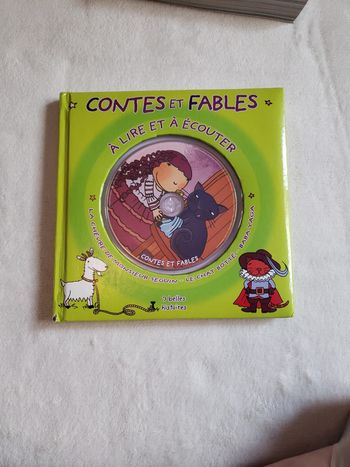 CONTES ET FABLES
À LIRE ET À ÉCOUTER
CONTES ET FABLES
LA CHÈVRE DE MONSIEUR SEGUIN - LE CHAT BOTTÉ - BABA YAGA
3 belles
histoires